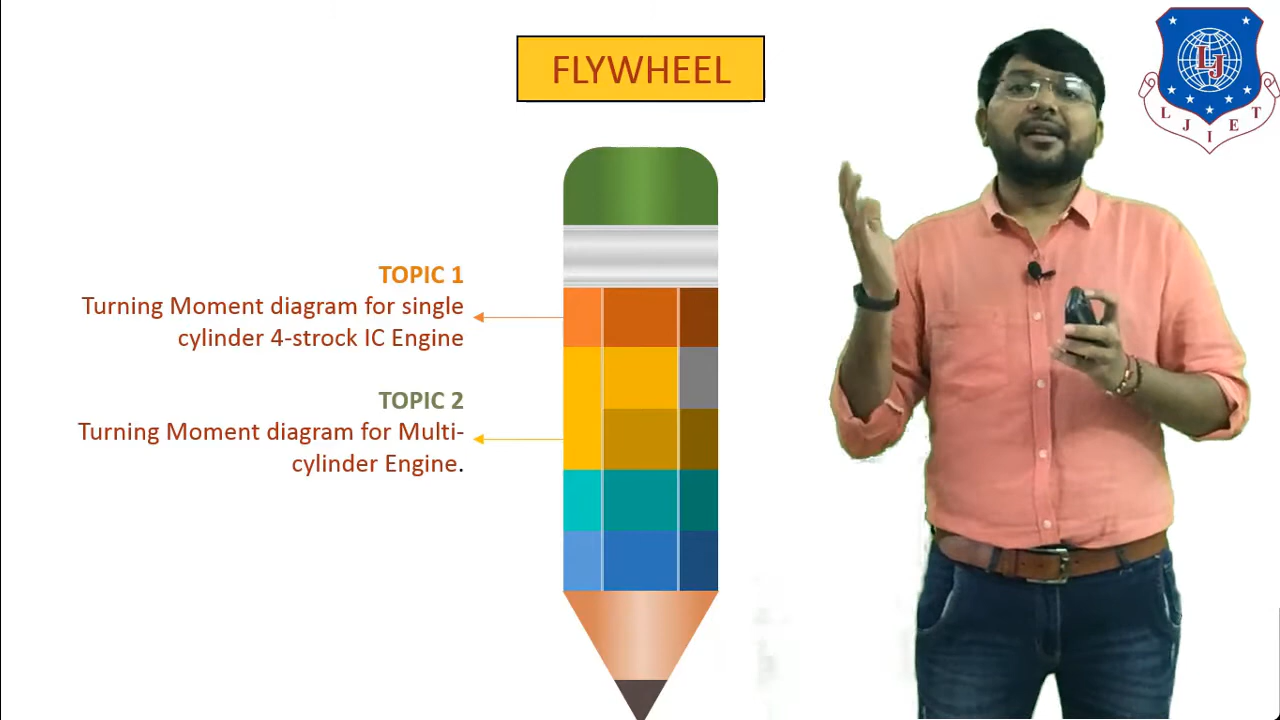 FLYWHEEL
LJ
L J I E T
TOPIC 1
Turning Moment diagram for single
cylinder 4-strock IC Engine
TOPIC 2
Turning Moment diagram for Multi-
cylinder Engine.